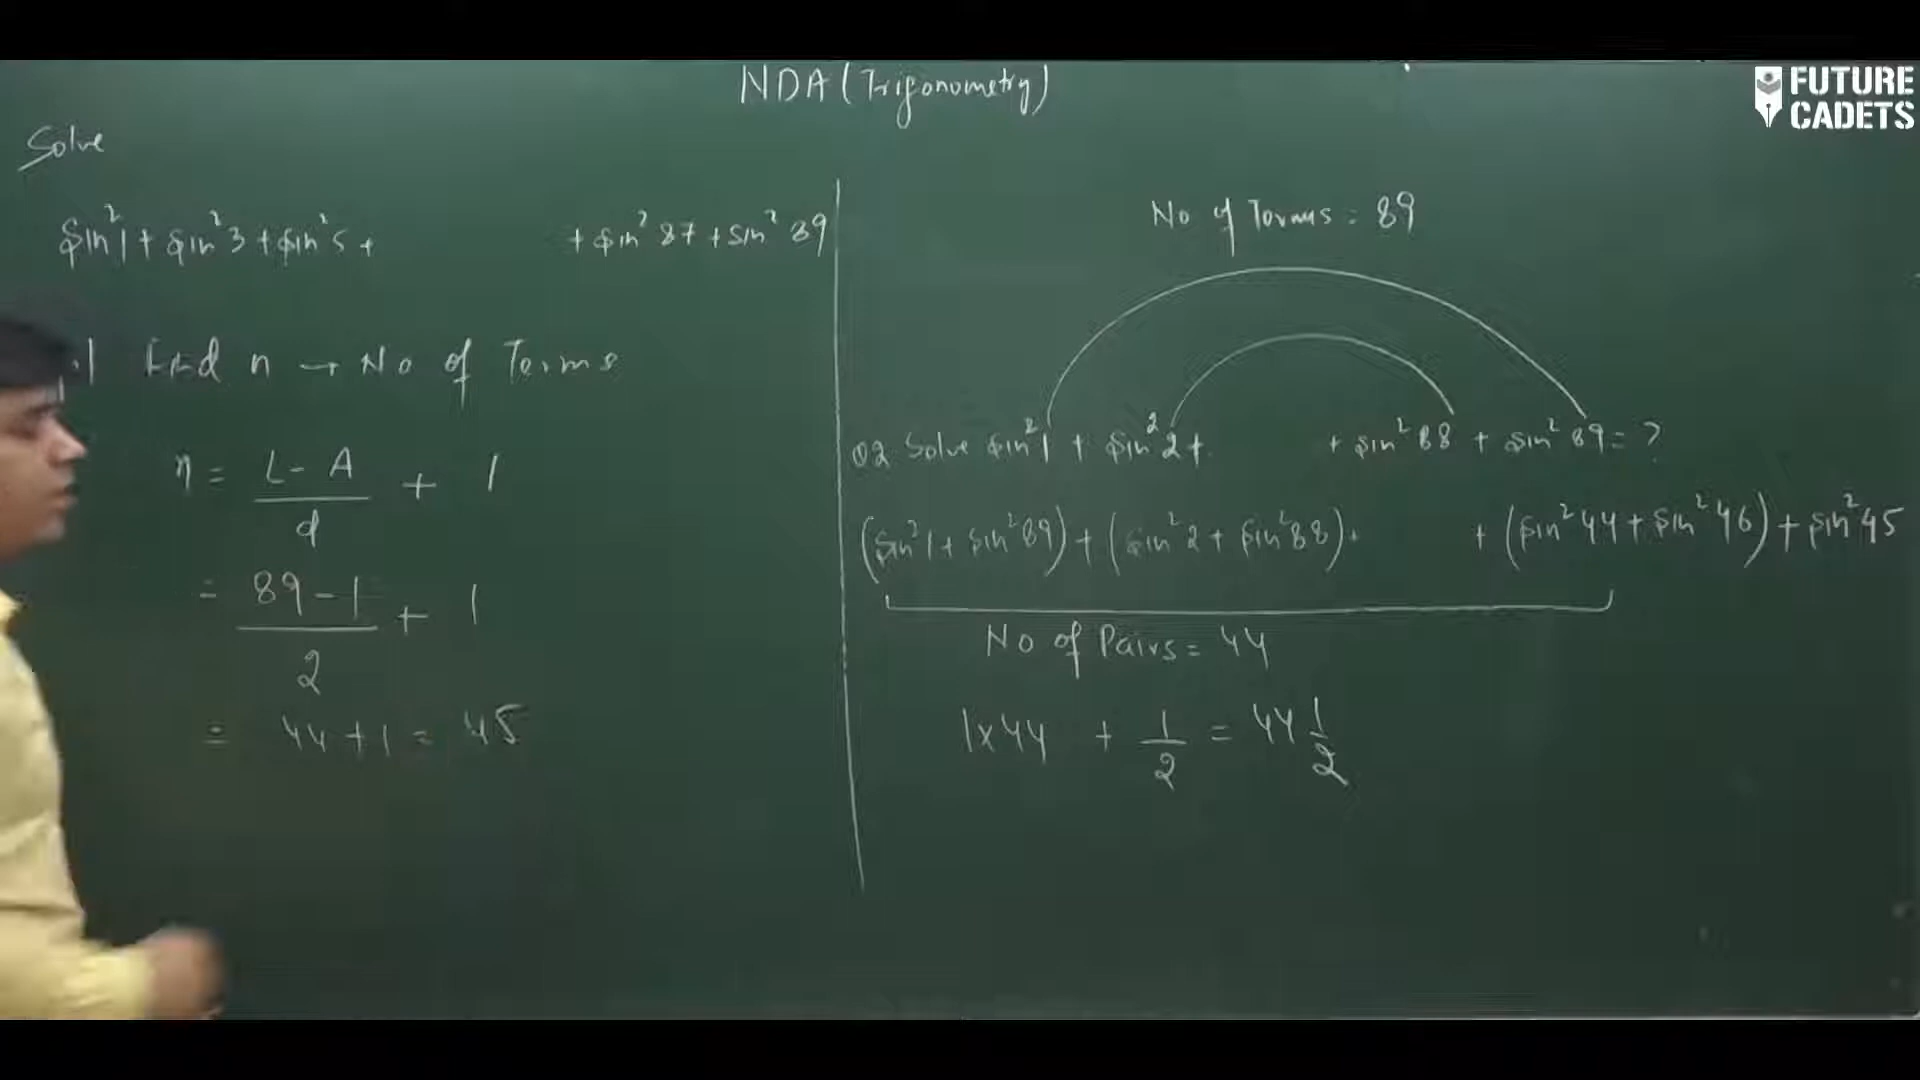 NDA (Trigonometry)
FUTURE
CADETS
Solve
sin²1 + sin²3 + sin²5 + + sin²87 + sin²89
.1 Find n → No of Terms
n = L - A / d + 1
= 89 - 1 / 2 + 1
= 44 + 1 = 45
No of Terms = 89
Q2 Solve sin²1 + sin²2 + + sin²88 + sin²89 = ?
(sin²1 + sin²89) + (sin²2 + sin²88) . + (sin²44 + sin²46) + sin²45
No of Pairs = 44
1x44 + 1/2 = 44 1/2